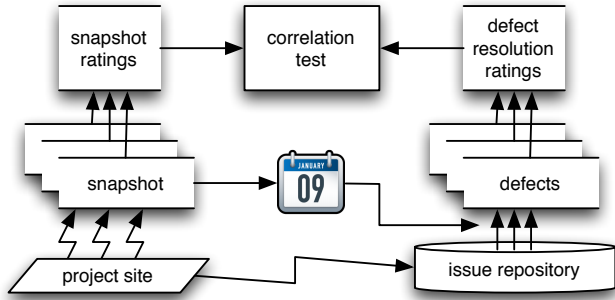 snapshot
ratings
correlation
test
defect
resolution
ratings
snapshot
JANUARY
09
defects
project site
issue repository